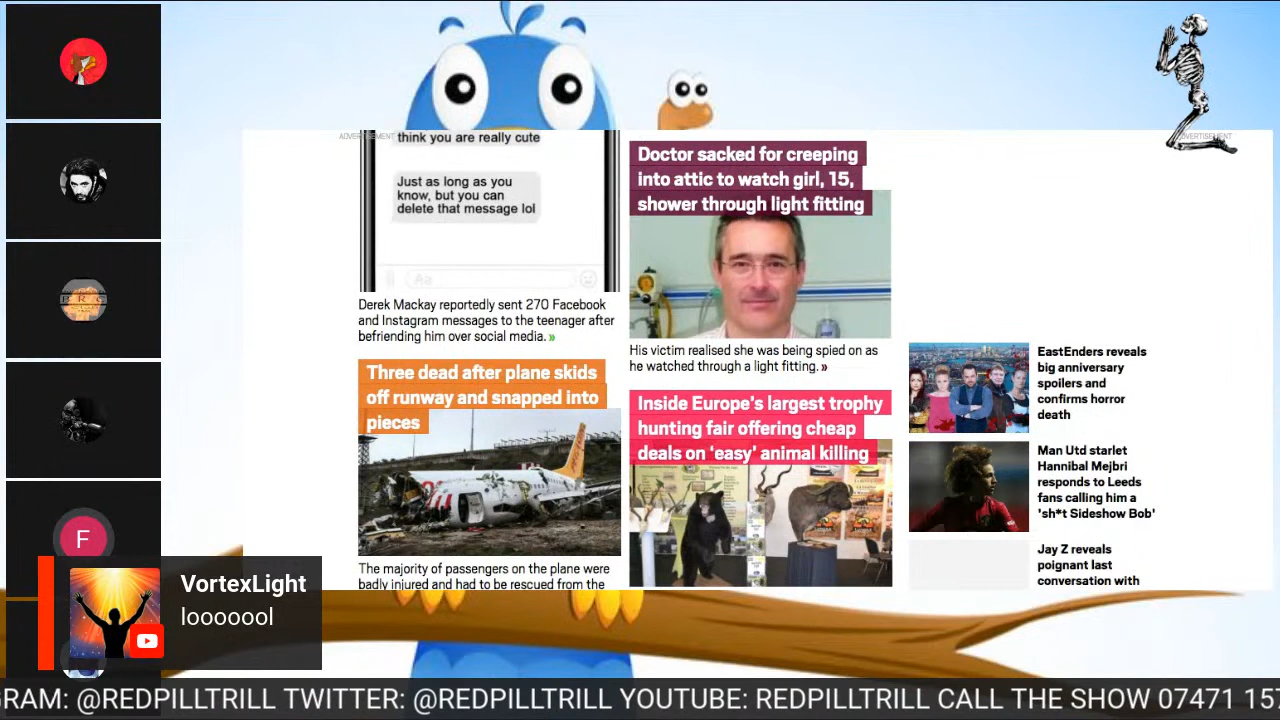 ADVERTISEMENT
think you are really cute
Just as long as you
know, but you can
delete that message lol
Aa
Derek Mackay reportedly sent 270 Facebook
and Instagram messages to the teenager after
befriending him over social media. »
Three dead after plane skids
off runway and snapped into
pieces
The majority of passengers on the plane were
badly injured and had to be rescued from the
Doctor sacked for creeping
into attic to watch girl, 15,
shower through light fitting
His victim realised she was being spied on as
he watched through a light fitting. »
Inside Europe's largest trophy
hunting fair offering cheap
deals on 'easy' animal killing
ADVERTISEMENT
EastEnders reveals
big anniversary
spoilers and
confirms horror
death
Man Utd starlet
Hannibal Mejbri
responds to Leeds
fans calling him a
'sh*t Sideshow Bob'
Jay Z reveals
poignant last
conversation with
F
VortexLight
looooool
GRAM: @REDPILLTRILL TWITTER: @REDPILLTRILL YOUTUBE: REDPILLTRILL CALL THE SHOW 07471 15